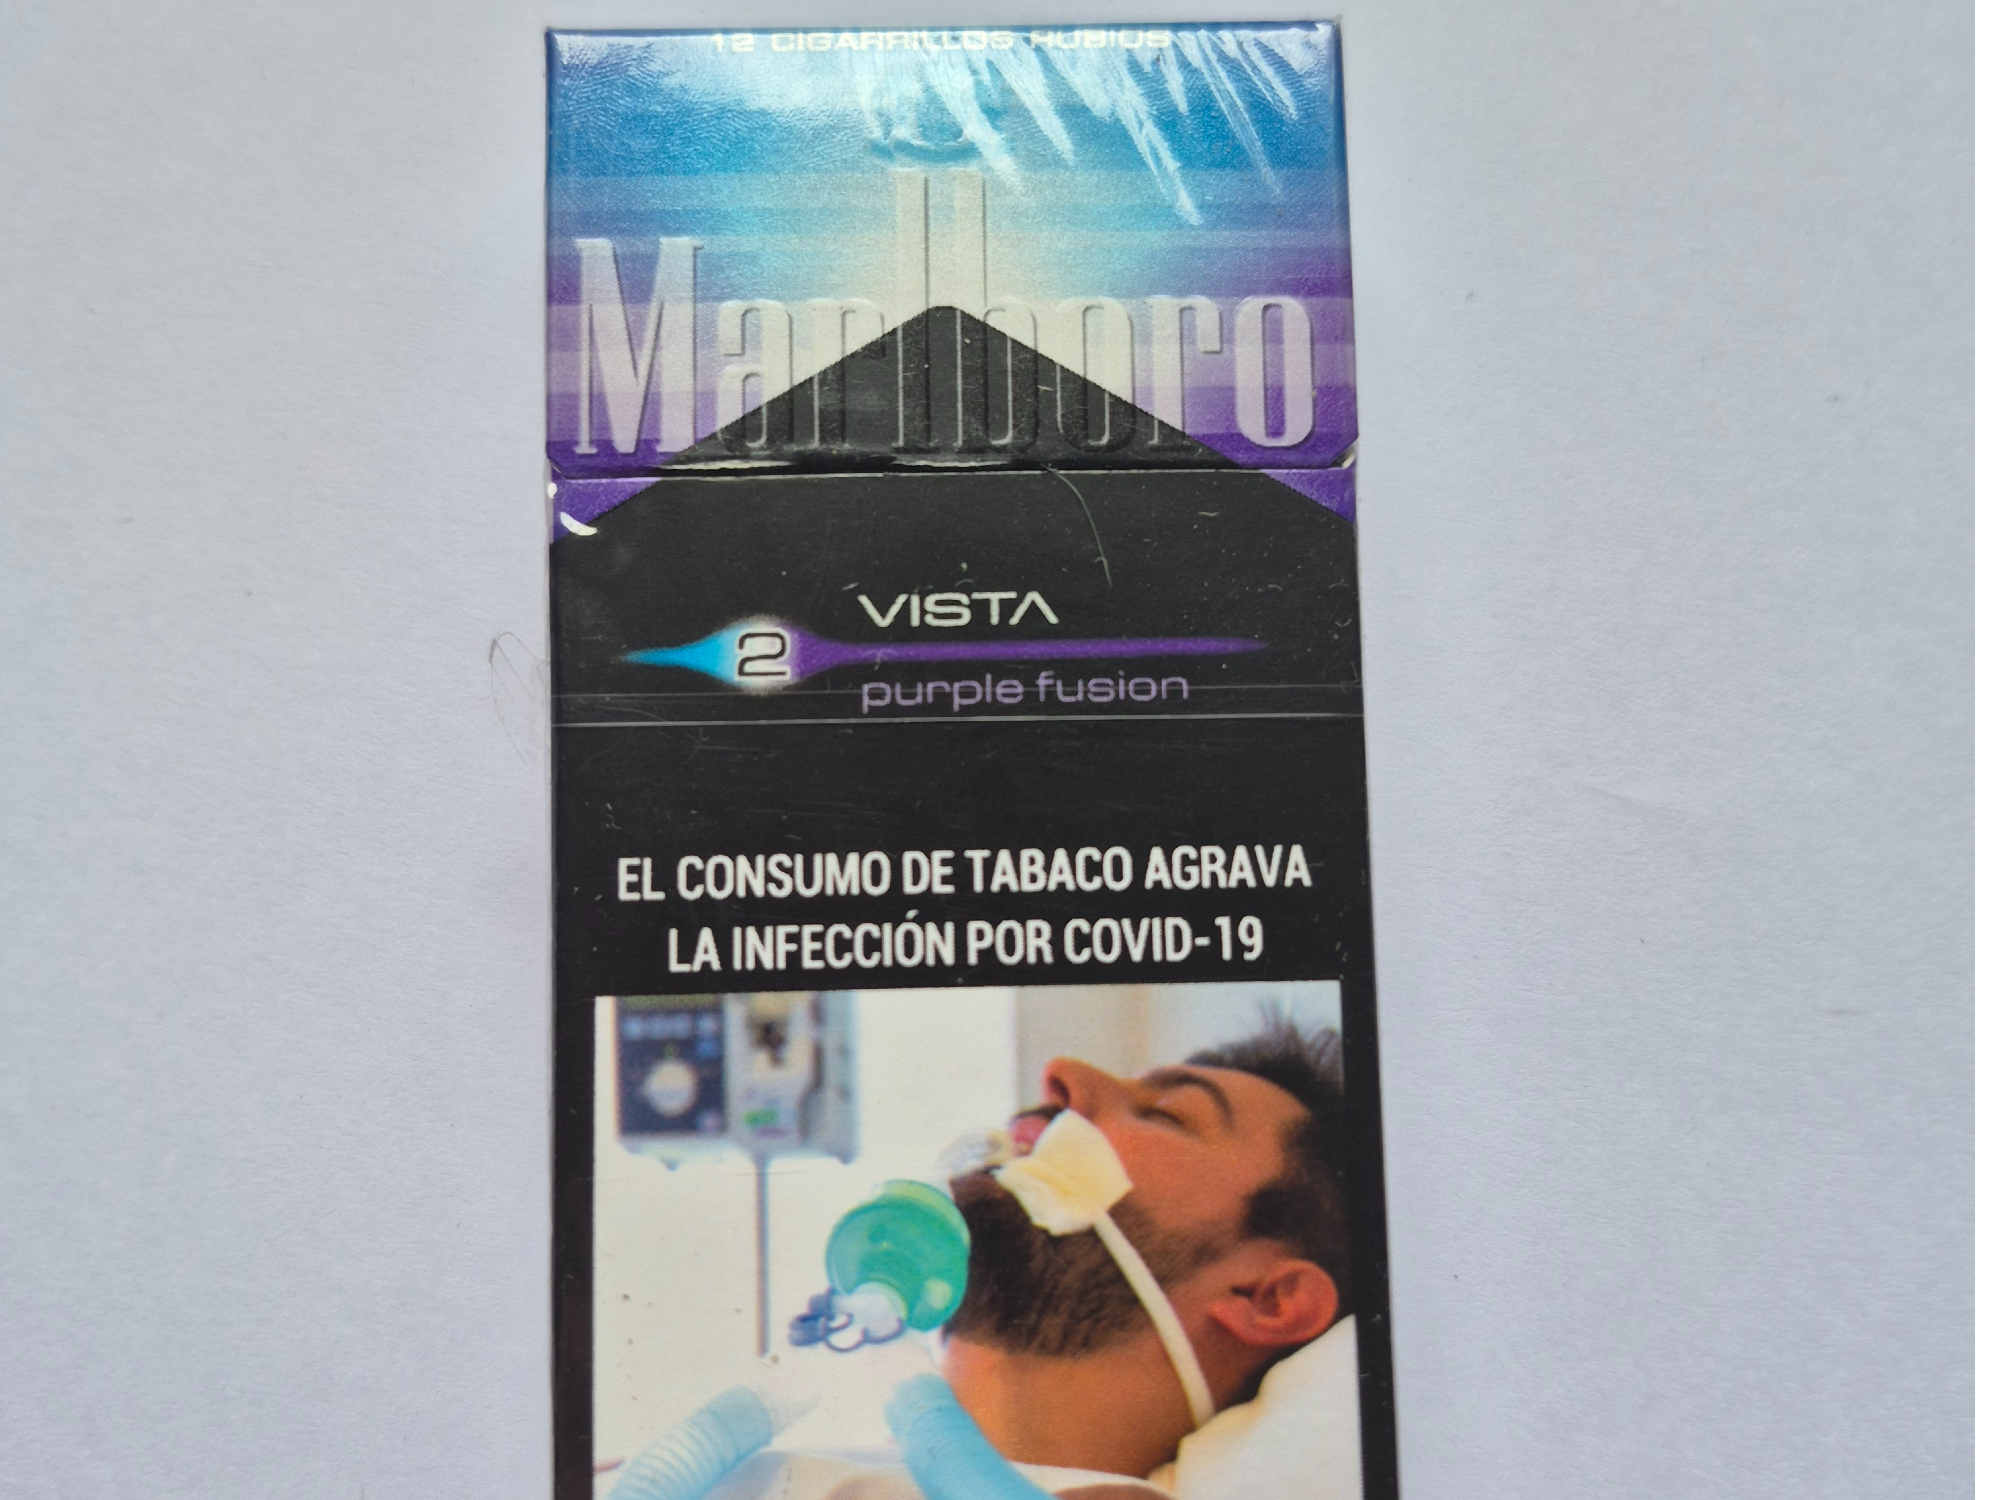 12 CIGARRILLOS RUBIOS
Marlboro
VISTA
2
purple fusion
EL CONSUMO DE TABACO AGRAVA
LA INFECCIÓN POR COVID-19